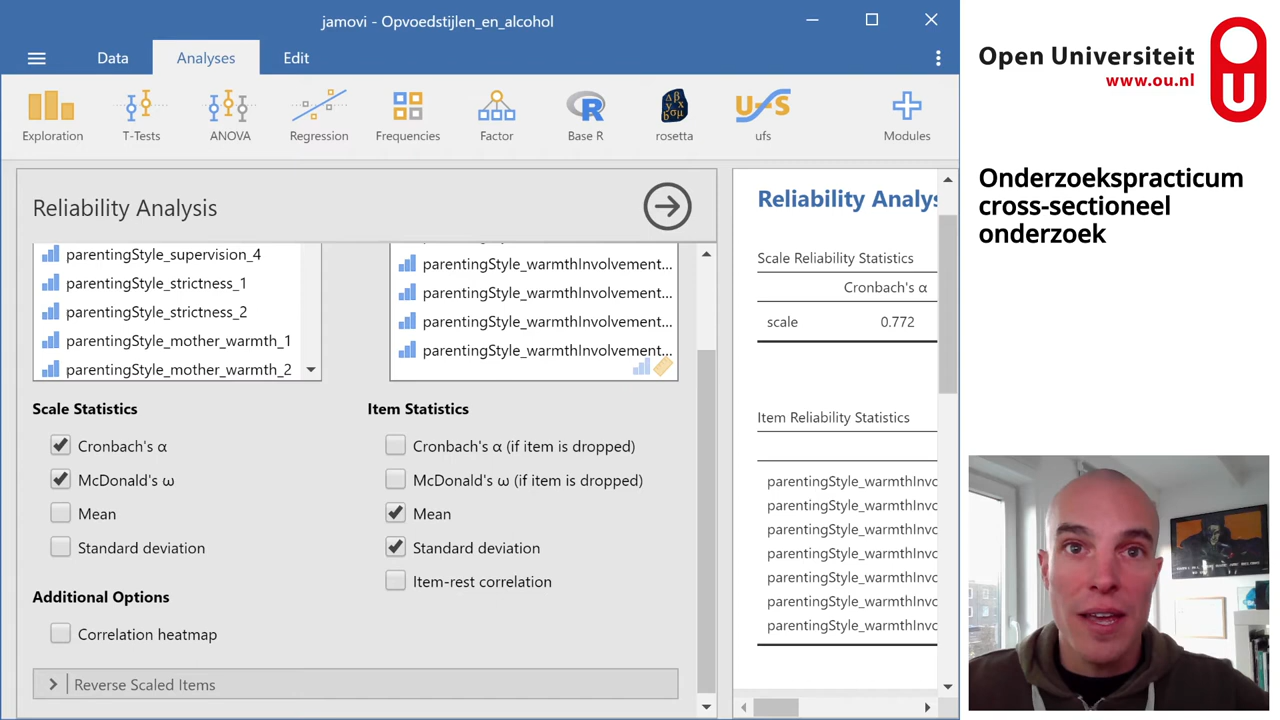 jamovi - Opvoedstijlen_en_alcohol
Data
Analyses
Edit
Exploration
T-Tests
ANOVA
Regression
Frequencies
Factor
R
Base R
rosetta
UFS
ufs
Modules
Open Universiteit
www.ou.nl
OU
Onderzoekspracticum
cross-sectioneel
onderzoek
Reliability Analysis
parentingStyle_supervision_4
parentingStyle_strictness_1
parentingStyle_strictness_2
parentingStyle_mother_warmth_1
parentingStyle_mother_warmth_2
parentingStyle_warmthInvolvement...
parentingStyle_warmthInvolvement...
parentingStyle_warmthInvolvement...
parentingStyle_warmthInvolvement...
Scale Statistics
Cronbach's α
McDonald's ω
Mean
Standard deviation
Item Statistics
Cronbach's α (if item is dropped)
McDonald's ω (if item is dropped)
Mean
Standard deviation
Item-rest correlation
Additional Options
Correlation heatmap
Reverse Scaled Items
Reliability Analys
Scale Reliability Statistics
Cronbach's α
scale 0.772
Item Reliability Statistics
parentingStyle_warmthInvo
parentingStyle_warmthInvo
parentingStyle_warmthInvo
parentingStyle_warmthInvo
parentingStyle_warmthInvo
parentingStyle_warmthInvo
parentingStyle_warmthInvo